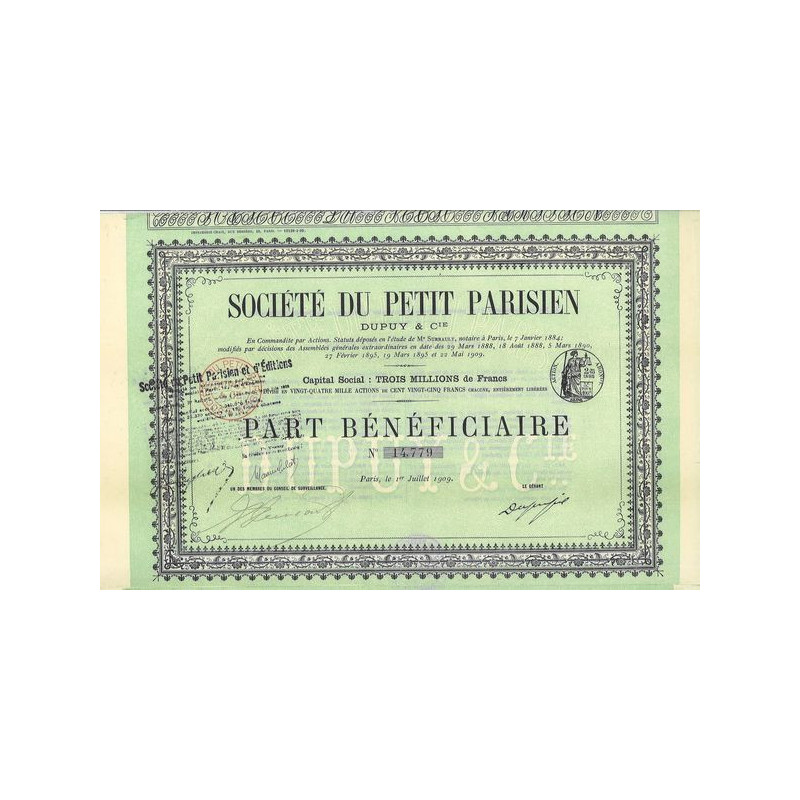 SOCIÉTÉ DU PETIT PARISIEN
DUPUY & CIE
En Commandite par Actions. Statuts déposés en l'étude de Me , notaire à Paris, le 7 Janvier 1884;
modifiés par décisions des Assemblées générales extraordinaires en date des 29 Mars 1888, 18 Août 1888, 5 Mars 1890,
27 Février 1895, 19 Mars 1895 et 22 Mai 1909.
Société du Petit Parisien et d'Éditions
Capital Social : TROIS MILLIONS de Francs
Divisé en VINGT-QUATRE MILLE ACTIONS de CENT VINGT-CINQ FRANCS chacune, entièrement libérées
PART BÉNÉFICIAIRE
N° 14,779
DUPUY & CIE
Paris, le 1er Juillet 1909.
UN DES MEMBRES DU CONSEIL DE SURVEILLANCE.
LE GÉRANT